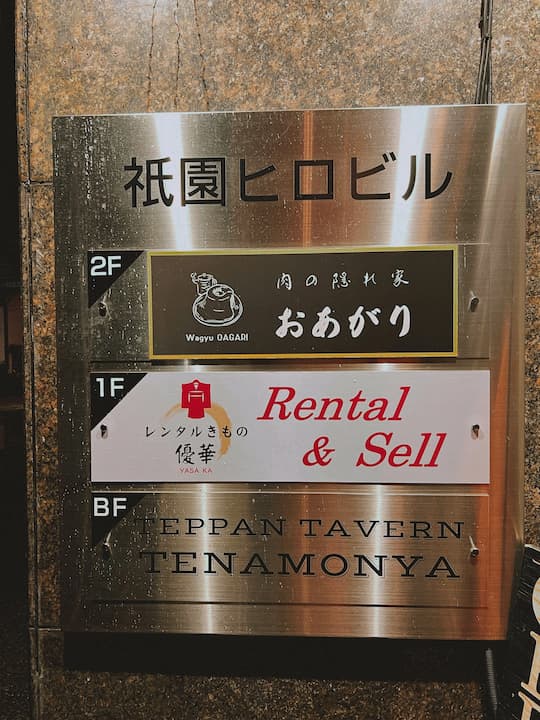 祇園ヒロビル
2F
肉の隠れ家
おあがり
Wagyu OAGARI
1F
レンタルきもの
優華
YASA KA
Rental
& Sell
BF
TEPPAN TAVERN
TENAMONYA